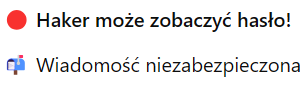 Haker może zobaczyć hasło!
Wiadomość niezabezpieczona